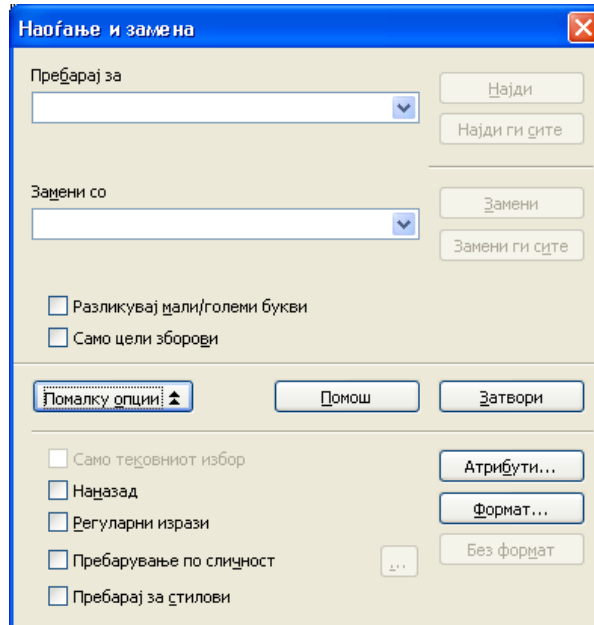 Наоѓање и замена
Пребарај за
Најди
Најди ги сите
Замени со
Замени
Замени ги сите
Разликувај мали/големи букви
Само цели зборови
Помалку опции
Помош
Затвори
Само тековниот избор
Атрибути...
Наназад
Формат...
Регуларни изрази
Без формат
Пребарување по сличност
...
Пребарај за стилови